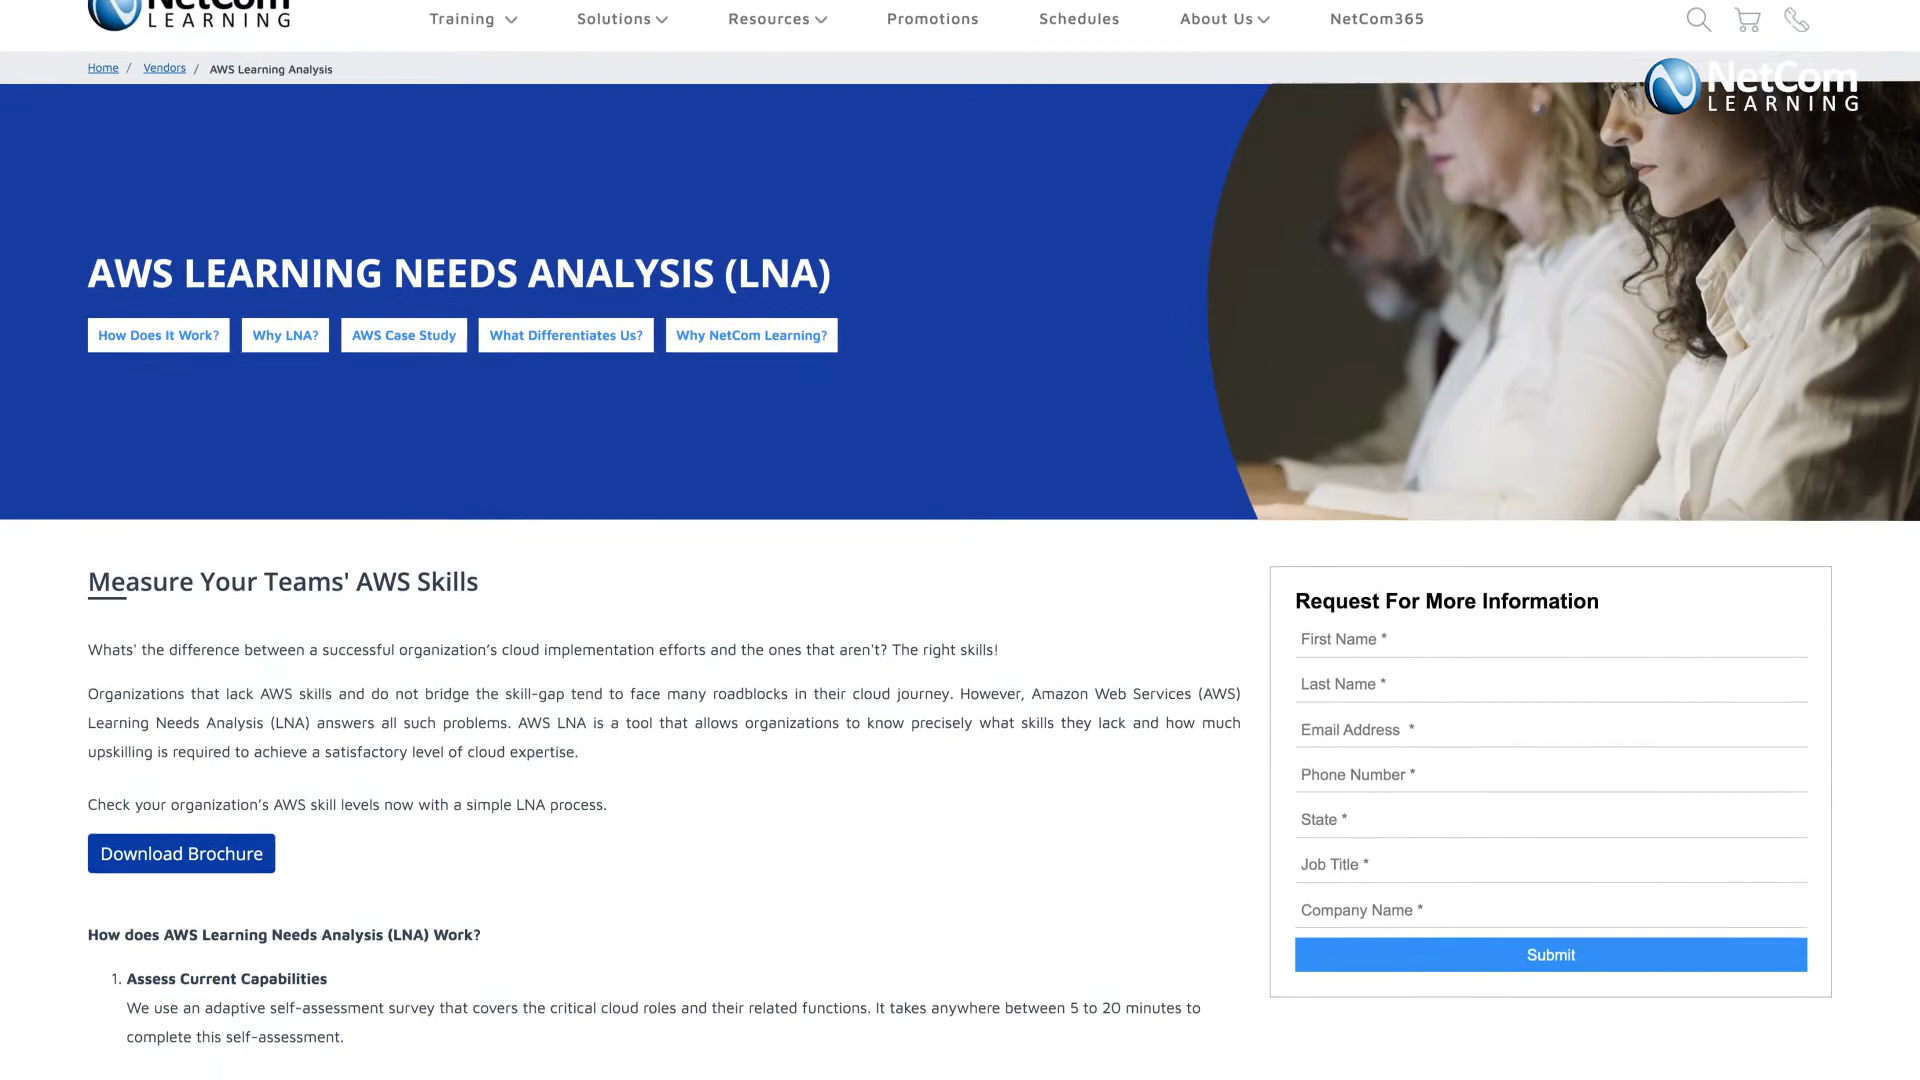 NetCom
LEARNING
Training
Solutions
Resources
Promotions
Schedules
About Us
NetCom365
Home / Vendors / AWS Learning Analysis
NetCom
LEARNING
AWS LEARNING NEEDS ANALYSIS (LNA)
How Does It Work?
Why LNA?
AWS Case Study
What Differentiates Us?
Why NetCom Learning?
Measure Your Teams' AWS Skills
Whats' the difference between a successful organization’s cloud implementation efforts and the ones that aren't? The right skills!
Organizations that lack AWS skills and do not bridge the skill-gap tend to face many roadblocks in their cloud journey. However, Amazon Web Services (AWS)
Learning Needs Analysis (LNA) answers all such problems. AWS LNA is a tool that allows organizations to know precisely what skills they lack and how much
upskilling is required to achieve a satisfactory level of cloud expertise.
Check your organization’s AWS skill levels now with a simple LNA process.
Download Brochure
How does AWS Learning Needs Analysis (LNA) Work?
1. Assess Current Capabilities
We use an adaptive self-assessment survey that covers the critical cloud roles and their related functions. It takes anywhere between 5 to 20 minutes to
complete this self-assessment.
Request For More Information
First Name *
Last Name *
Email Address *
Phone Number *
State *
Job Title *
Company Name *
Submit